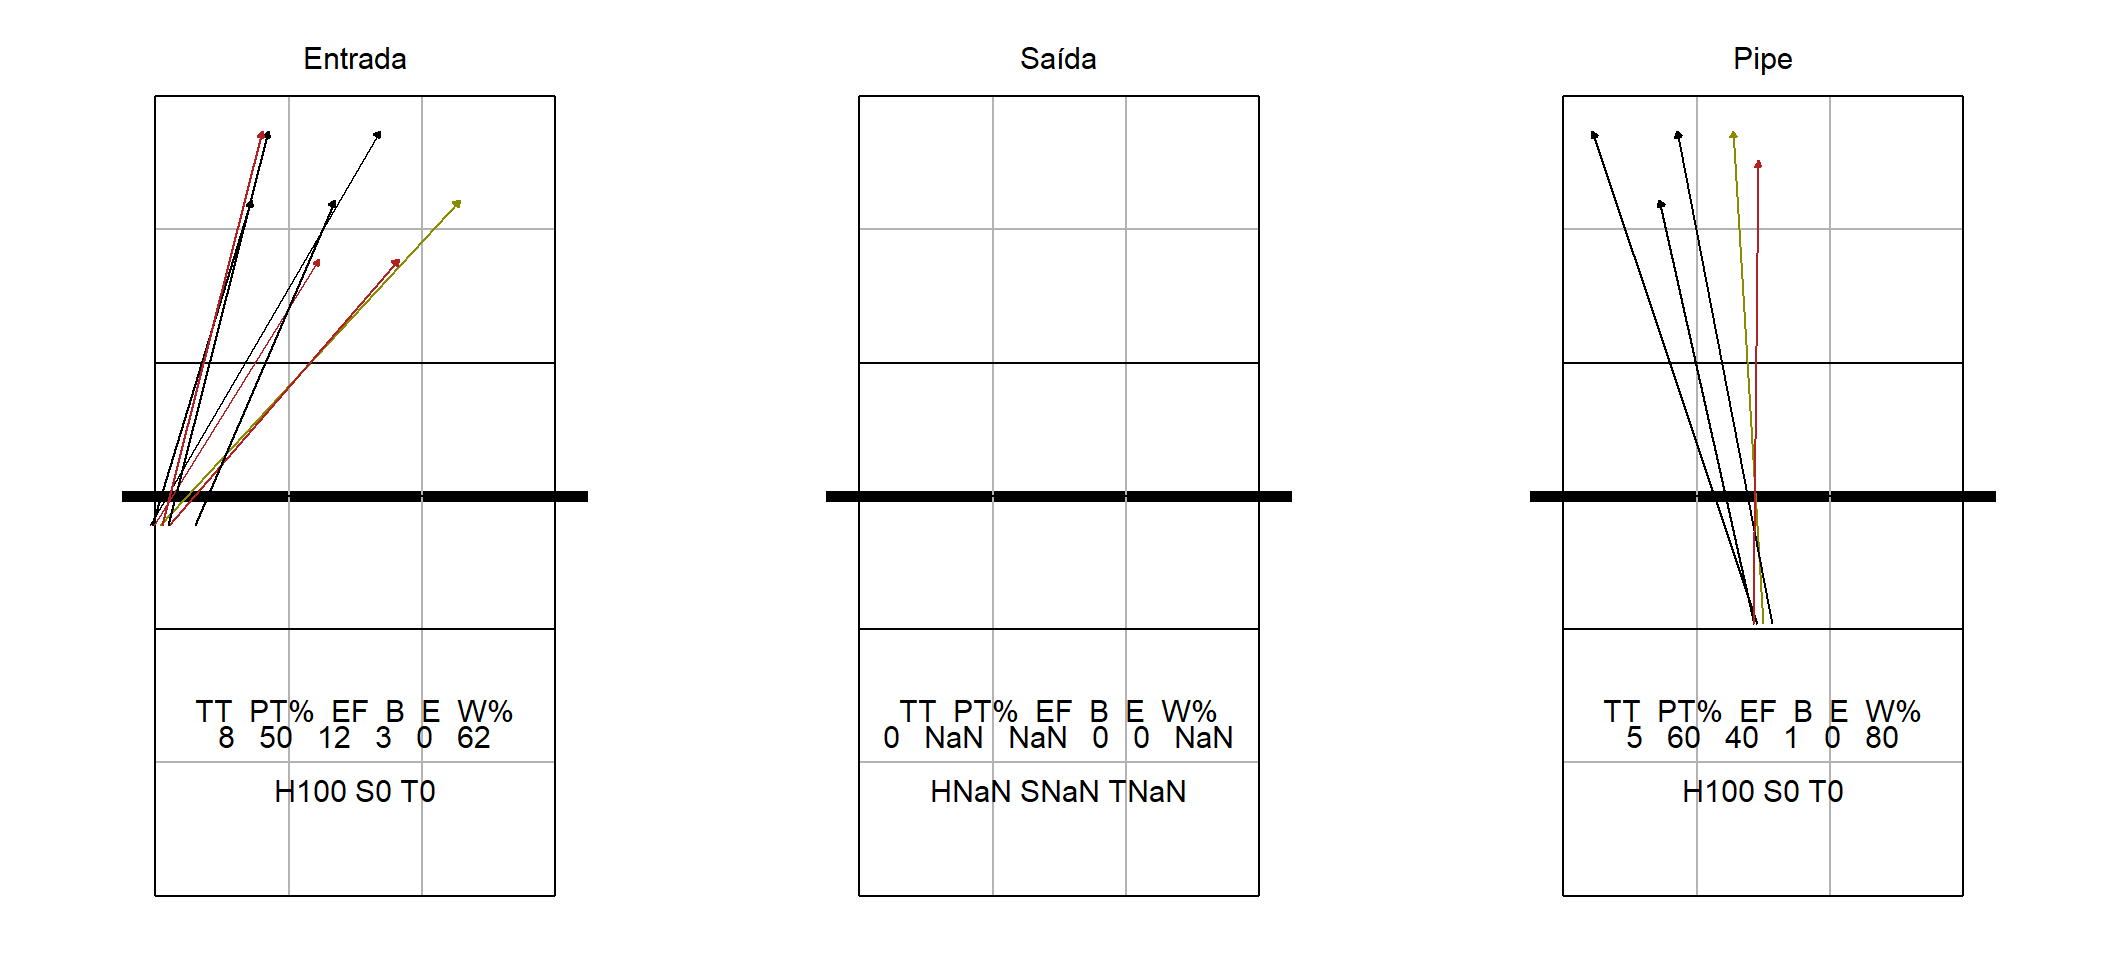 Entrada
TT PT% EF B E W%
8 50 12 3 0 62
H100 S0 T0
Saída
TT PT% EF B E W%
0 NaN NaN 0 0 NaN
HNaN SNaN TNaN
Pipe
TT PT% EF B E W%
5 60 40 1 0 80
H100 S0 T0